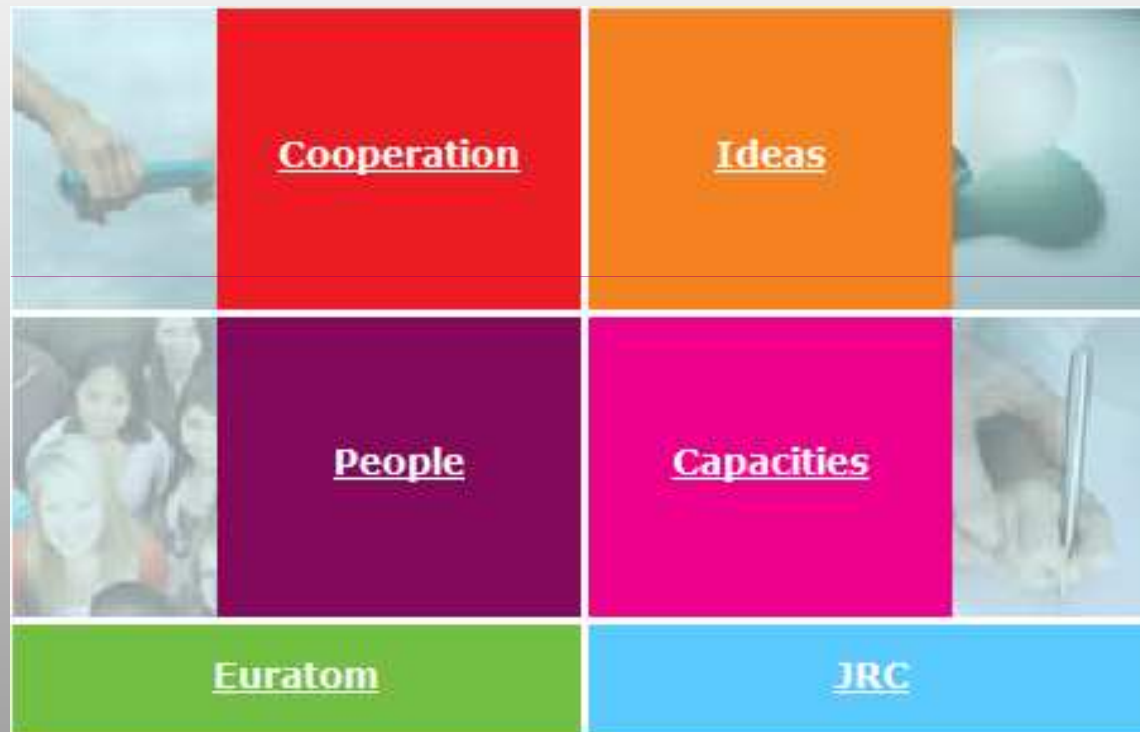 Cooperation
Ideas
People
Capacities
Euratom
JRC